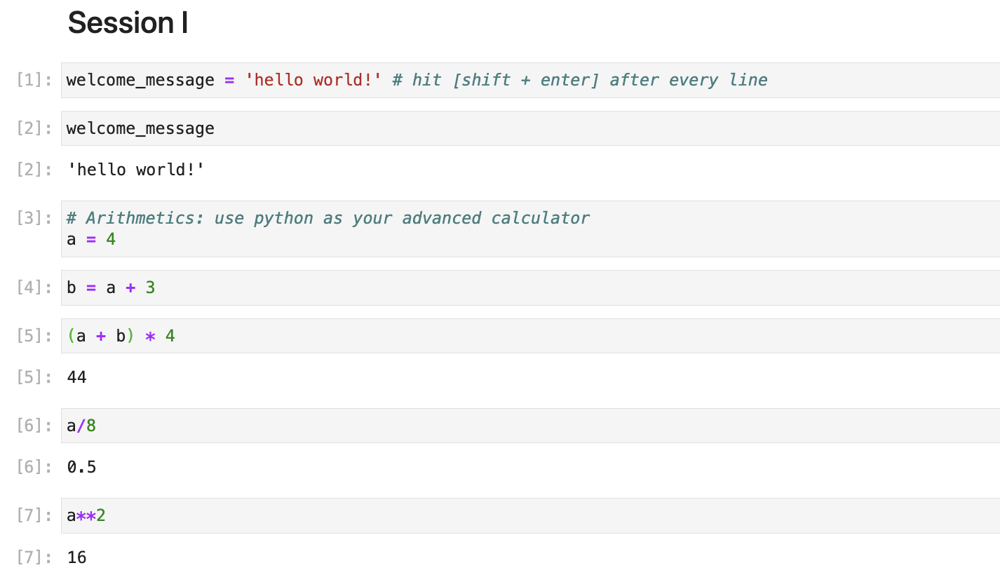 Session I
[1]: welcome_message = 'hello world!' # hit [shift + enter] after every line
[2]: welcome_message
[2]: 'hello world!'
[3]: # Arithmetics: use python as your advanced calculator
a = 4
[4]: b = a + 3
[5]: (a + b) * 4
[5]: 44
[6]: a/8
[6]: 0.5
[7]: a**2
[7]: 16